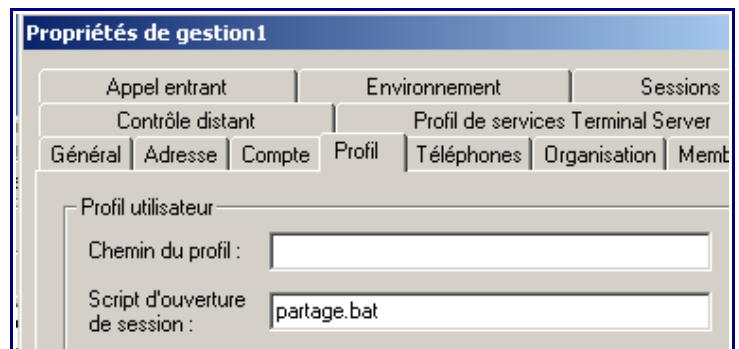 Propriétés de gestion1
Appel entrant Environnement Sessions
Contrôle distant Profil de services Terminal Server
Général Adresse Compte Profil Téléphones Organisation Memb
Profil utilisateur
Chemin du profil :
Script d'ouverture
de session :
partage.bat